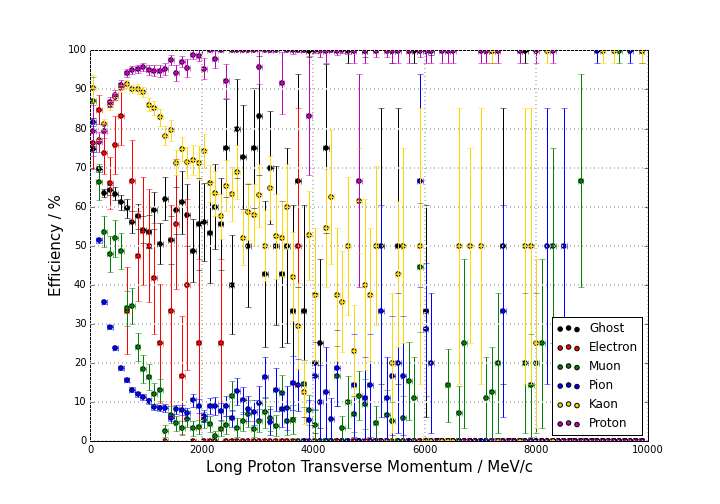 100
90
80
70
60
50
40
30
20
10
0
Efficiency / %
Ghost
Electron
Muon
Pion
Kaon
Proton
0 2000 4000 6000 8000 10000
Long Proton Transverse Momentum / MeV/c